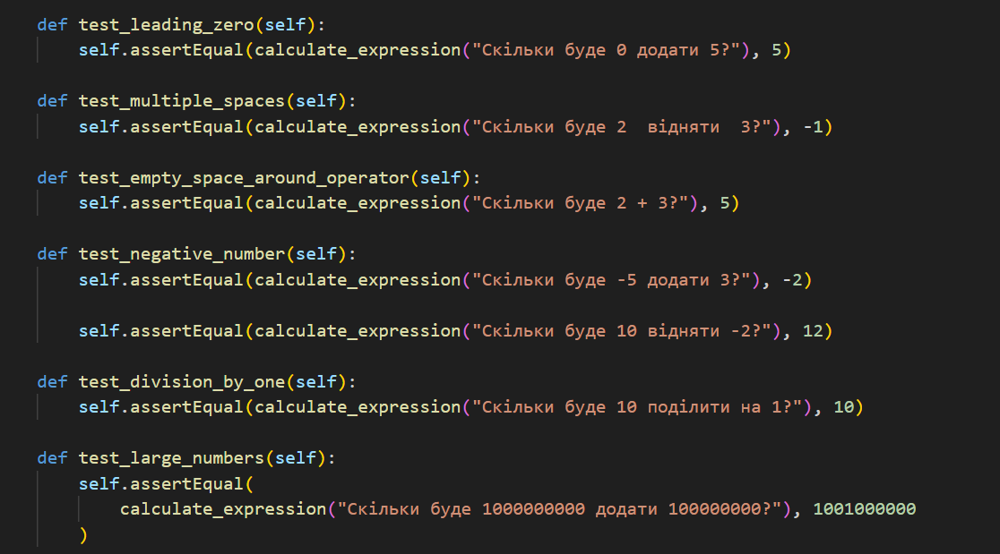 def test_leading_zero(self):
    self.assertEqual(calculate_expression("Скільки буде 0 додати 5?"), 5)

def test_multiple_spaces(self):
    self.assertEqual(calculate_expression("Скільки буде 2  відняти  3?"), -1)

def test_empty_space_around_operator(self):
    self.assertEqual(calculate_expression("Скільки буде 2 + 3?"), 5)

def test_negative_number(self):
    self.assertEqual(calculate_expression("Скільки буде -5 додати 3?"), -2)

    self.assertEqual(calculate_expression("Скільки буде 10 відняти -2?"), 12)

def test_division_by_one(self):
    self.assertEqual(calculate_expression("Скільки буде 10 поділити на 1?"), 10)

def test_large_numbers(self):
    self.assertEqual(
        calculate_expression("Скільки буде 1000000000 додати 100000000?"), 1001000000
    )